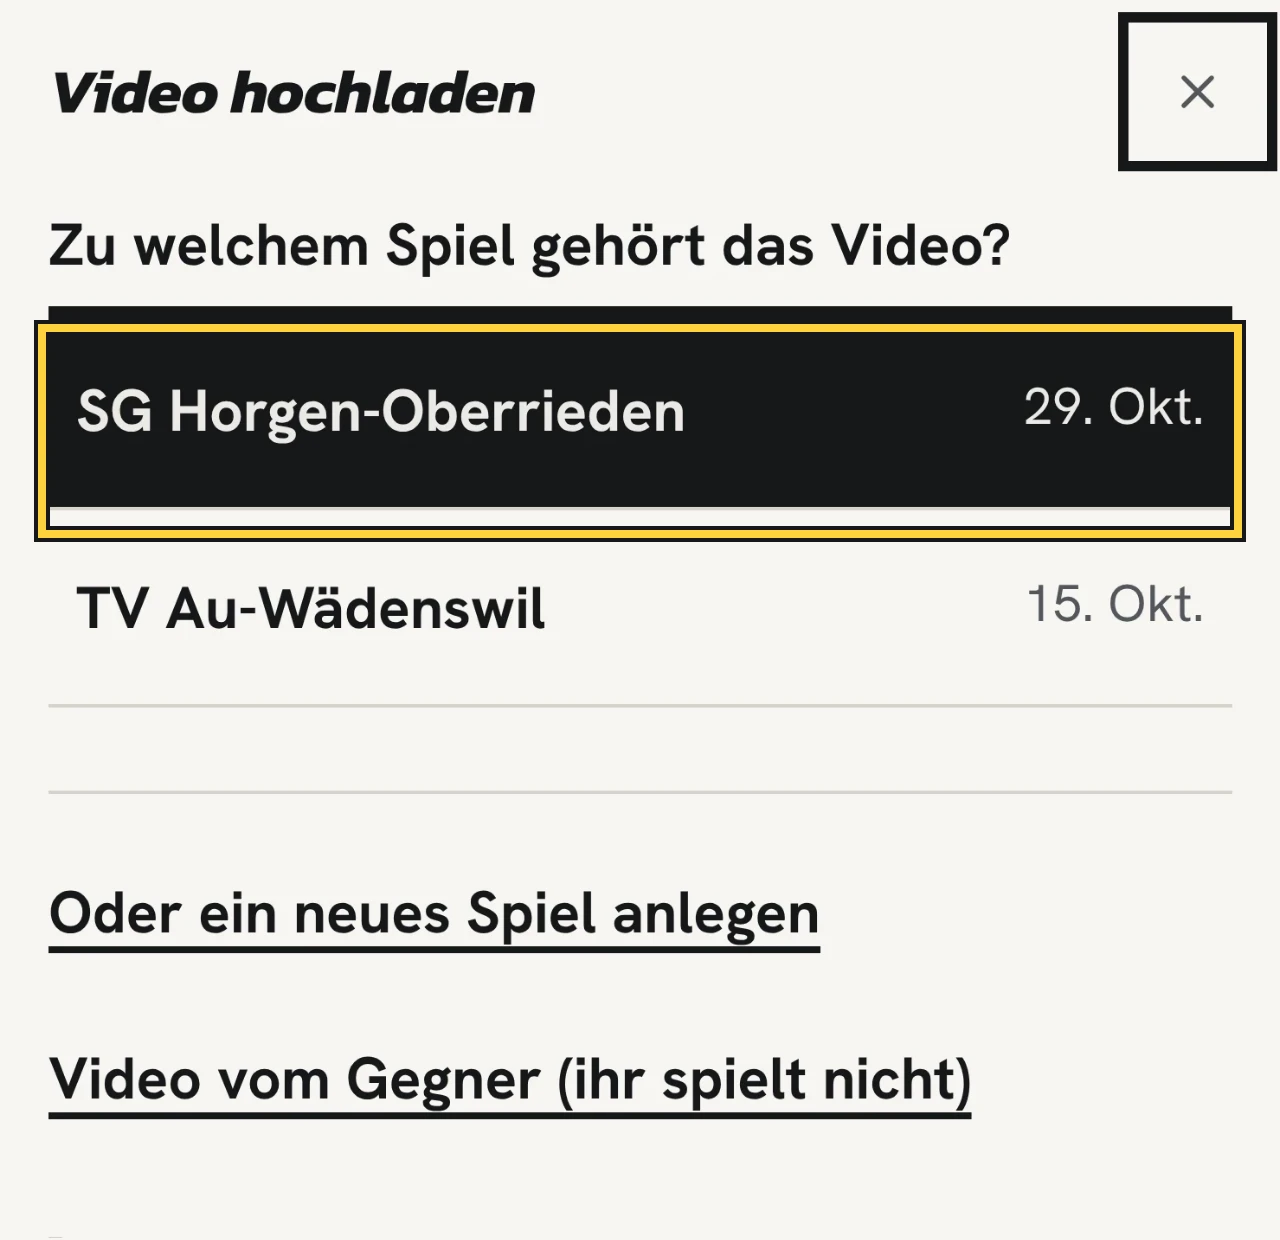 Video hochladen
Zu welchem Spiel gehört das Video?
SG Horgen-Oberrieden 29. Okt.
TV Au-Wädenswil 15. Okt.
Oder ein neues Spiel anlegen
Video vom Gegner (ihr spielt nicht)